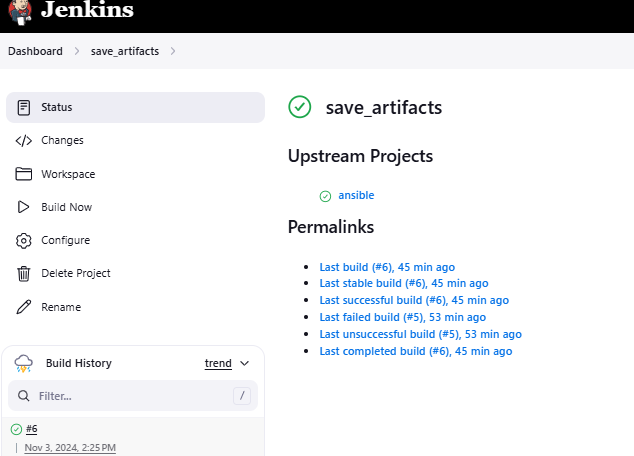 Jenkins
Dashboard > save_artifacts >
Status
Changes
Workspace
Build Now
Configure
Delete Project
Rename
Build History trend
Filter... /
#6
Nov 3, 2024, 2:25 PM
save_artifacts
Upstream Projects
ansible
Permalinks
Last build (#6), 45 min ago
Last stable build (#6), 45 min ago
Last successful build (#6), 45 min ago
Last failed build (#5), 53 min ago
Last unsuccessful build (#5), 53 min ago
Last completed build (#6), 45 min ago